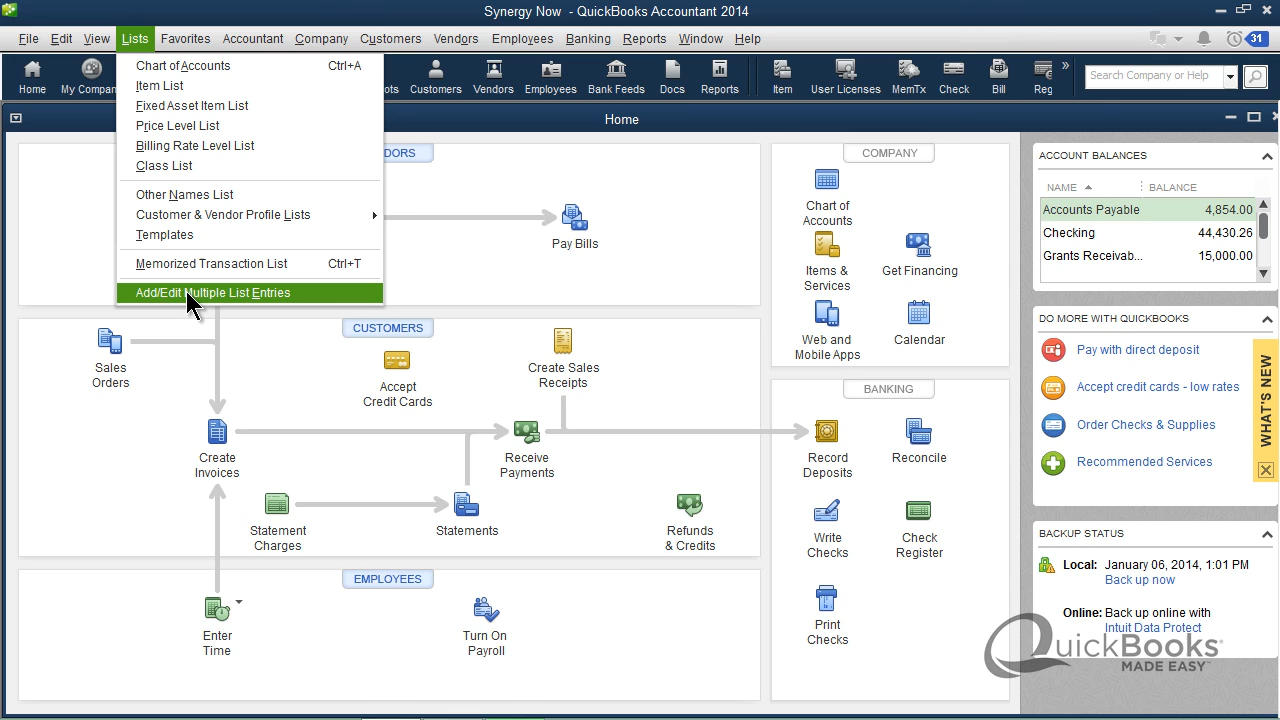 Synergy Now - QuickBooks Accountant 2014
File Edit View Lists Favorites Accountant Company Customers Vendors Employees Banking Reports Window Help
31
Home
My Compan
ots
Customers
Vendors
Employees
Bank Feeds
Docs
Reports
Item
User Licenses
MemTx
Check
Bill
Reg
»
Search Company or Help
Chart of Accounts Ctrl+A
Item List
Fixed Asset Item List
Price Level List
Billing Rate Level List
Class List
Other Names List
Customer & Vendor Profile Lists
Templates
Memorized Transaction List Ctrl+T
Add/Edit Multiple List Entries
Home
DORS
Pay Bills
CUSTOMERS
Sales
Orders
Accept
Credit Cards
Create Sales
Receipts
Create
Invoices
Receive
Payments
Statement
Charges
Statements
Refunds
& Credits
EMPLOYEES
Enter
Time
Turn On
Payroll
COMPANY
Chart of
Accounts
Items &
Services
Get Financing
Web and
Mobile Apps
Calendar
BANKING
Record
Deposits
Reconcile
Write
Checks
Check
Register
Print
Checks
ACCOUNT BALANCES
NAME BALANCE
Accounts Payable 4,854.00
Checking 44,430.26
Grants Receivab... 15,000.00
DO MORE WITH QUICKBOOKS
Pay with direct deposit
Accept credit cards - low rates
Order Checks & Supplies
Recommended Services
WHAT'S NEW
BACKUP STATUS
Local: January 06, 2014, 1:01 PM
Back up now
Online: Back up online with
Intuit Data Protect
QuickBooks
MADE EASY™